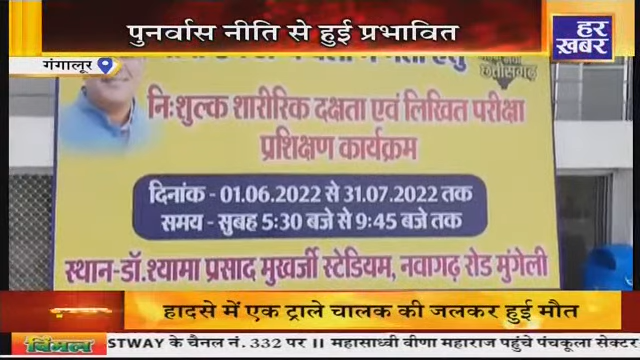 पुनर्वास नीति से हुई प्रभावित
हर
ख़बर
गंगालूर
छत्तीसगढ़
निःशुल्क शारीरिक दक्षता एवं लिखित परीक्षा
प्रशिक्षण कार्यक्रम
दिनांक - 01.06.2022 से 31.07.2022 तक
समय - सुबह 5:30 बजे से 9:45 बजे तक
स्थान-डॉ.श्यामा प्रसाद मुखर्जी स्टेडियम, नवागढ़ रोड मुंगेली
हादसे में एक ट्राले चालक की जलकर हुई मौत
विमल
STWAY के चैनल नं. 332 पर II महासाध्वी वीणा महाराज पहुंचे पंचकूला सेक्टर